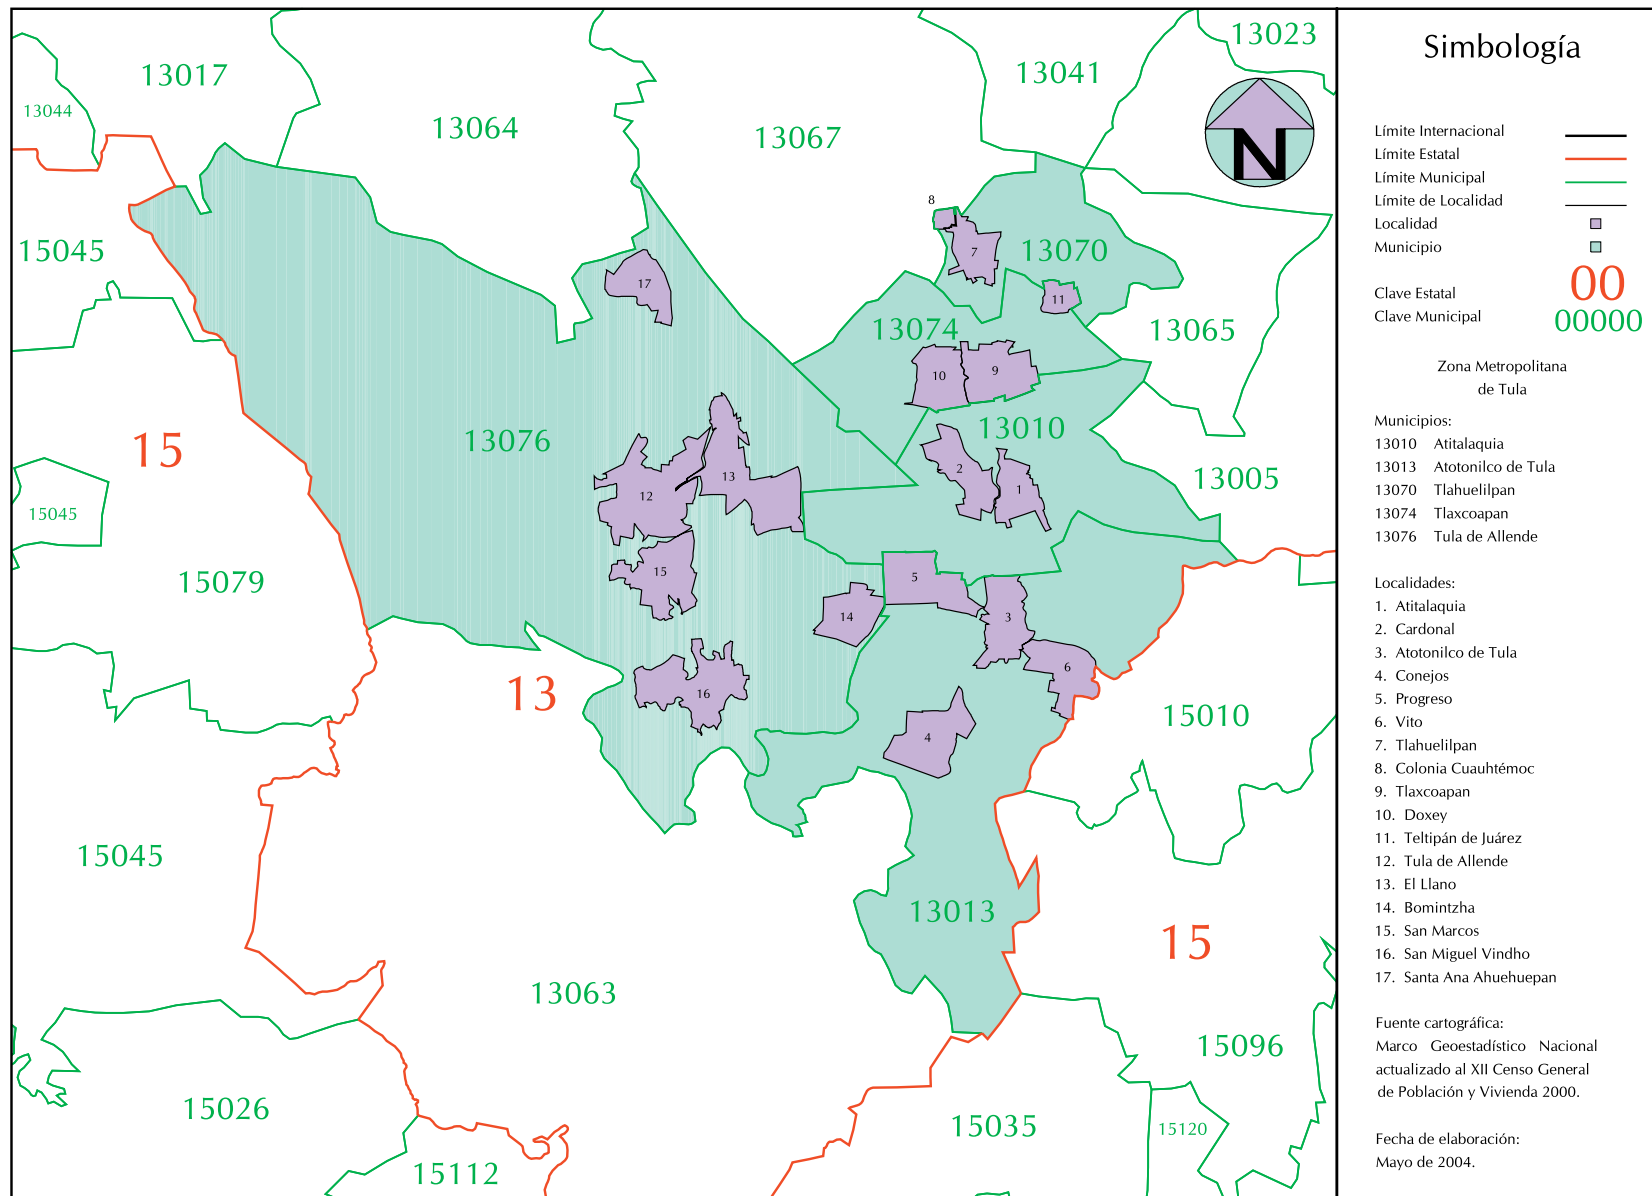 13023
13017
13041
13044
13064
13067
N
8
15045
7
13070
17
11
13074
13065
10
9
13076
13010
15
2
13
13005
12
1
15045
15079
15
5
14
3
6
13
16
15010
4
15045
13013
15
13063
15096
15026
15035
15120
15112
Simbología
Límite Internacional
Límite Estatal
Límite Municipal
Límite de Localidad
Localidad
Municipio
Clave Estatal 00
Clave Municipal 00000
Zona Metropolitana
de Tula
Municipios:
13010 Atitalaquia
13013 Atotonilco de Tula
13070 Tlahuelilpan
13074 Tlaxcoapan
13076 Tula de Allende
Localidades:
1. Atitalaquia
2. Cardonal
3. Atotonilco de Tula
4. Conejos
5. Progreso
6. Vito
7. Tlahuelilpan
8. Colonia Cuauhtémoc
9. Tlaxcoapan
10. Doxey
11. Teltipán de Juárez
12. Tula de Allende
13. El Llano
14. Bomintzha
15. San Marcos
16. San Miguel Vindho
17. Santa Ana Ahuehuepan
Fuente cartográfica:
Marco Geoestadístico Nacional
actualizado al XII Censo General
de Población y Vivienda 2000.
Fecha de elaboración:
Mayo de 2004.